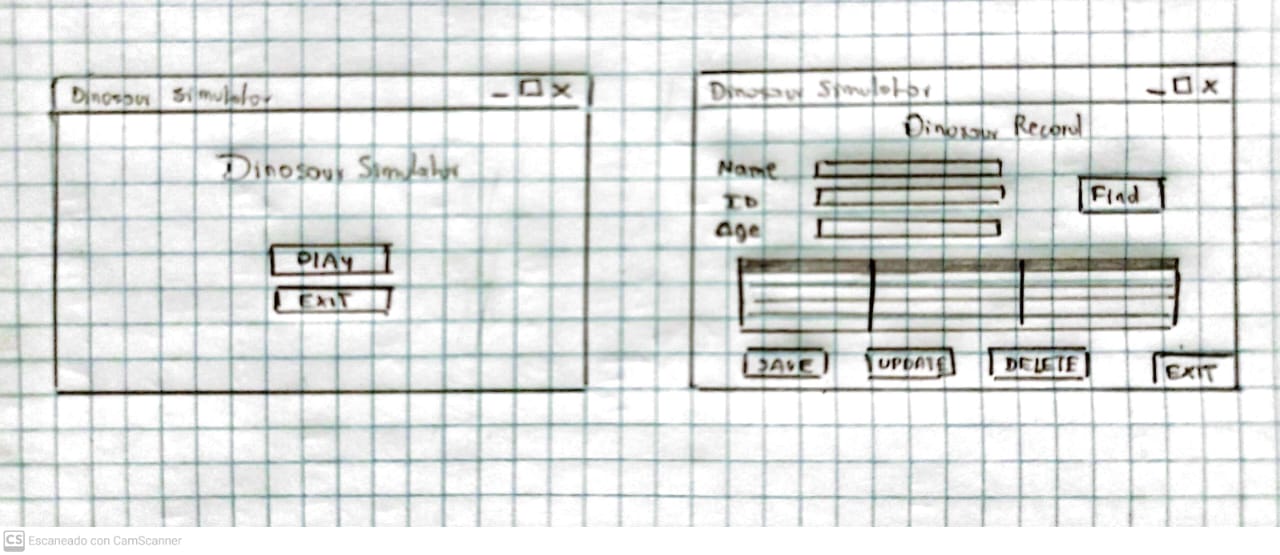 Dinosour Simulator
Dinosour Simulator
PLAY
EXIT
Dinosour Simulator
Dinosour Record
Name
ID
Age
Find
SAVE
UPDATE
DELETE
EXIT
CS Escaneado con CamScanner